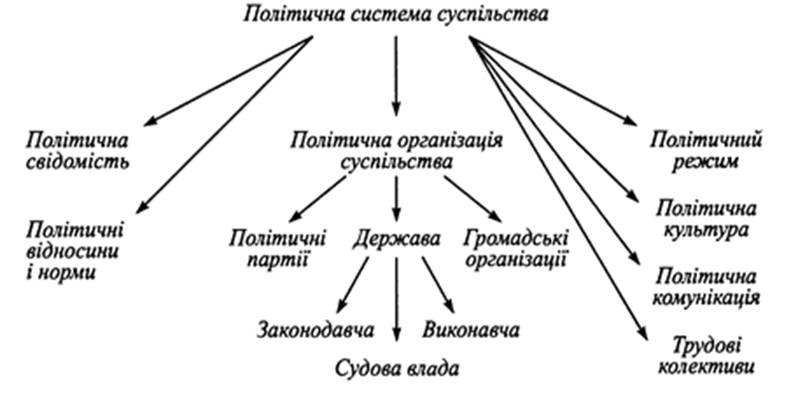 Політична система суспільства
Політична
свідомість
Політична організація
суспільства
Політичний
режим
Політичні
відносини
і норми
Політичні
партії
Держава
Громадські
організації
Політична
культура
Політична
комунікація
Законодавча
Виконавча
Судова влада
Трудові
колективи